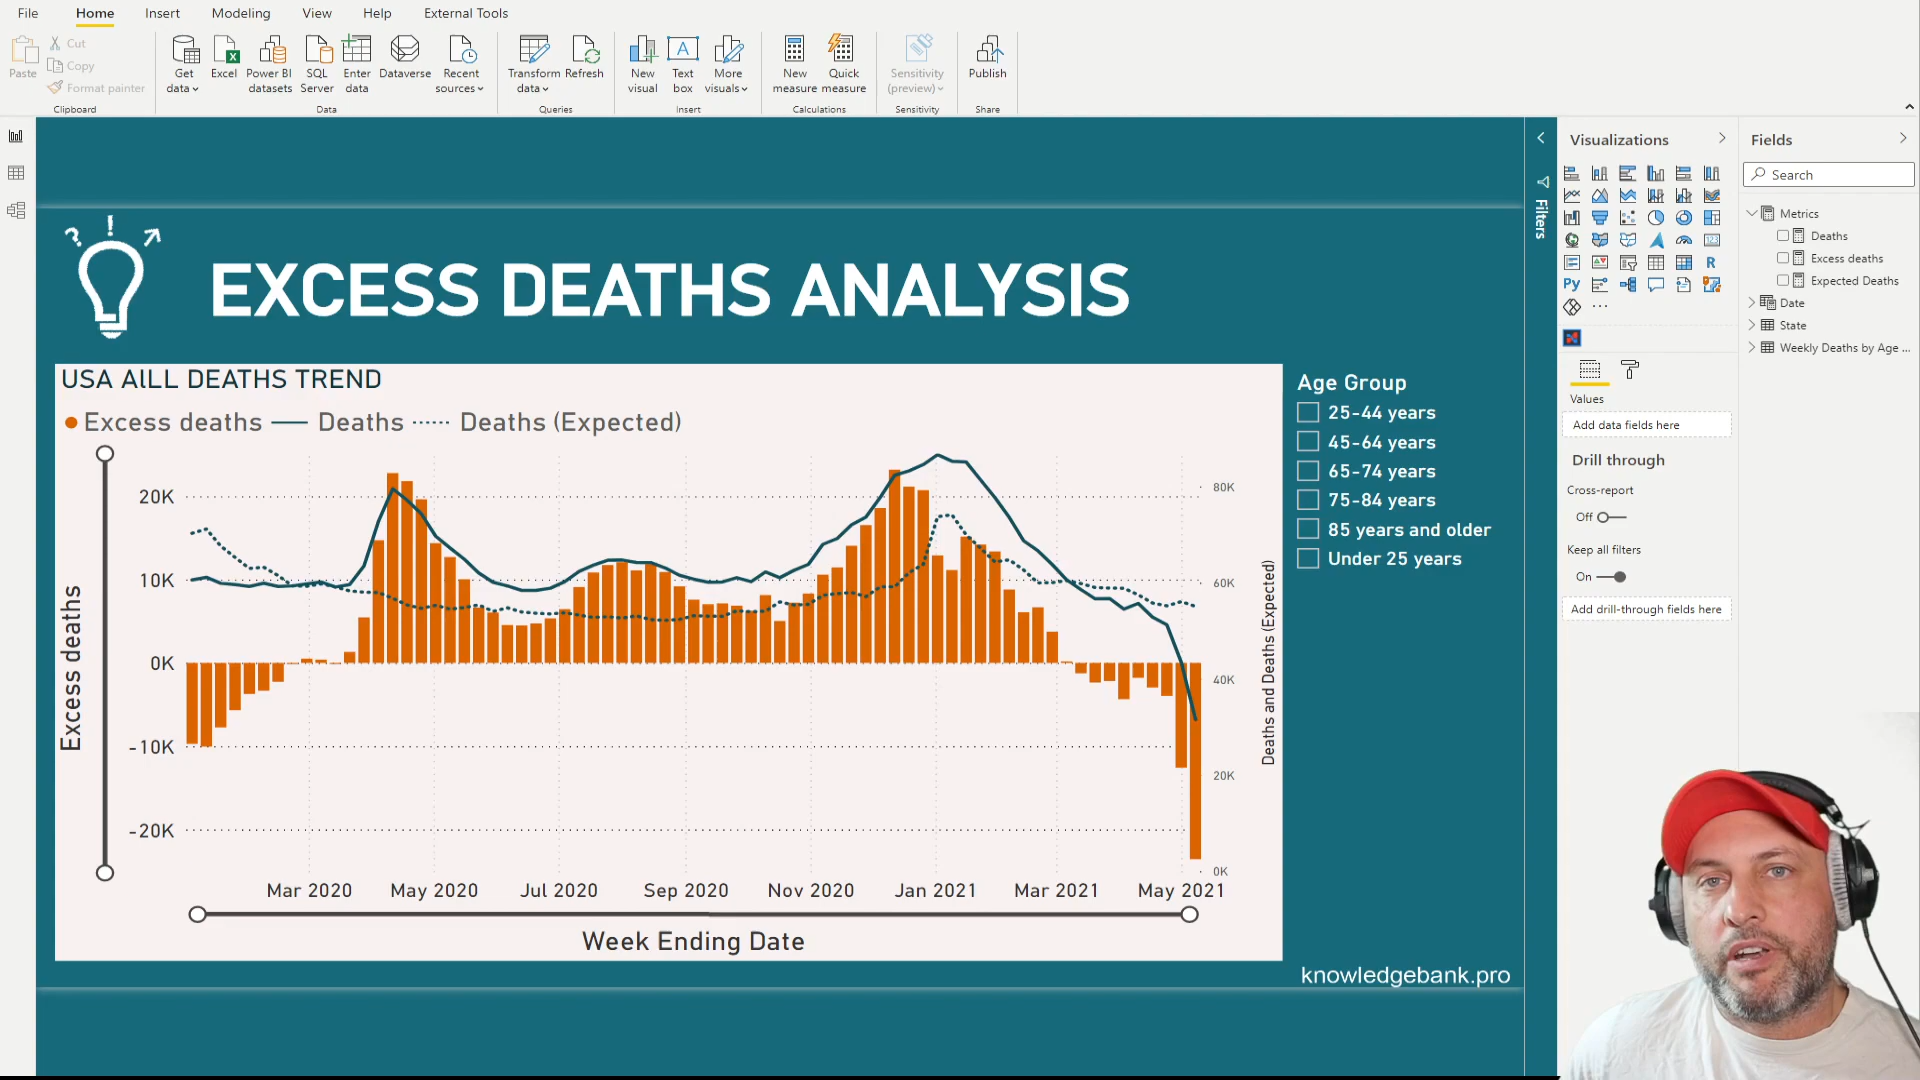 File Home Insert Modeling View Help External Tools
Paste
Cut
Copy
Format painter
Clipboard
Get data
Excel
Power BI datasets
SQL Server
Enter data
Dataverse
Recent sources
Data
Transform data
Refresh
Queries
New visual
A
Text box
More visuals
Insert
New measure
Quick measure
Calculations
Sensitivity (preview)
Sensitivity
Publish
Share
EXCESS DEATHS ANALYSIS
USA AlLL DEATHS TREND
Excess deaths Deaths Deaths (Expected)
Excess deaths
20K
10K
0K
-10K
-20K
80K
60K
40K
20K
0K
Deaths and Deaths (Expected)
Mar 2020 May 2020 Jul 2020 Sep 2020 Nov 2020 Jan 2021 Mar 2021 May 2021
Week Ending Date
Age Group
25-44 years
45-64 years
65-74 years
75-84 years
85 years and older
Under 25 years
knowledgebank.pro
Filters
Visualizations
123
R
Py
...
Values
Add data fields here
Drill through
Cross-report
Off
Keep all filters
On
Add drill-through fields here
Fields
Search
Metrics
Deaths
Excess deaths
Expected Deaths
Date
State
Weekly Deaths by Age ...